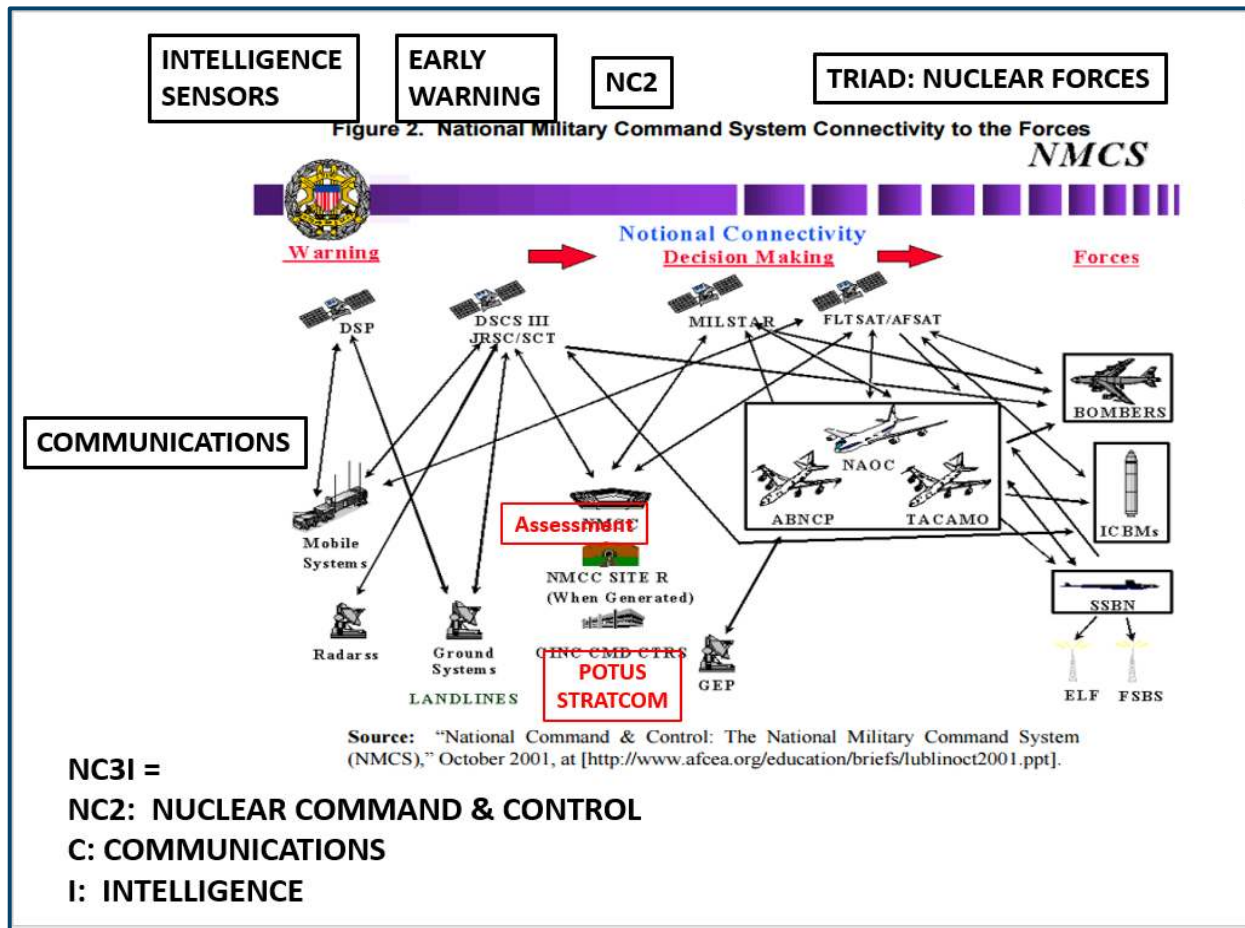 INTELLIGENCE
SENSORS
EARLY
WARNING
NC2
TRIAD: NUCLEAR FORCES
Figure 2. National Military Command System Connectivity to the Forces
NMCS
Notional Connectivity
Warning
Decision Making
Forces
DSP
DSCS III
JRSC/SCT
MILSTAR
FLTSAT/AFSAT
BOMBERS
COMMUNICATIONS
NAOC
ABNCP
TACAMO
ICBMs
Mobile
Systems
Assessment
NMCC
NMCC SITE R
(When Generated)
SSBN
Radarss
Ground
Systems
LANDLINES
CINC CMD CTRS
POTUS
STRATCOM
GEP
ELF
FSBS
Source: “National Command & Control: The National Military Command System
(NMCS),” October 2001, at [http://www.afcea.org/education/briefs/lublinoct2001.ppt].
NC3I =
NC2: NUCLEAR COMMAND & CONTROL
C: COMMUNICATIONS
I: INTELLIGENCE